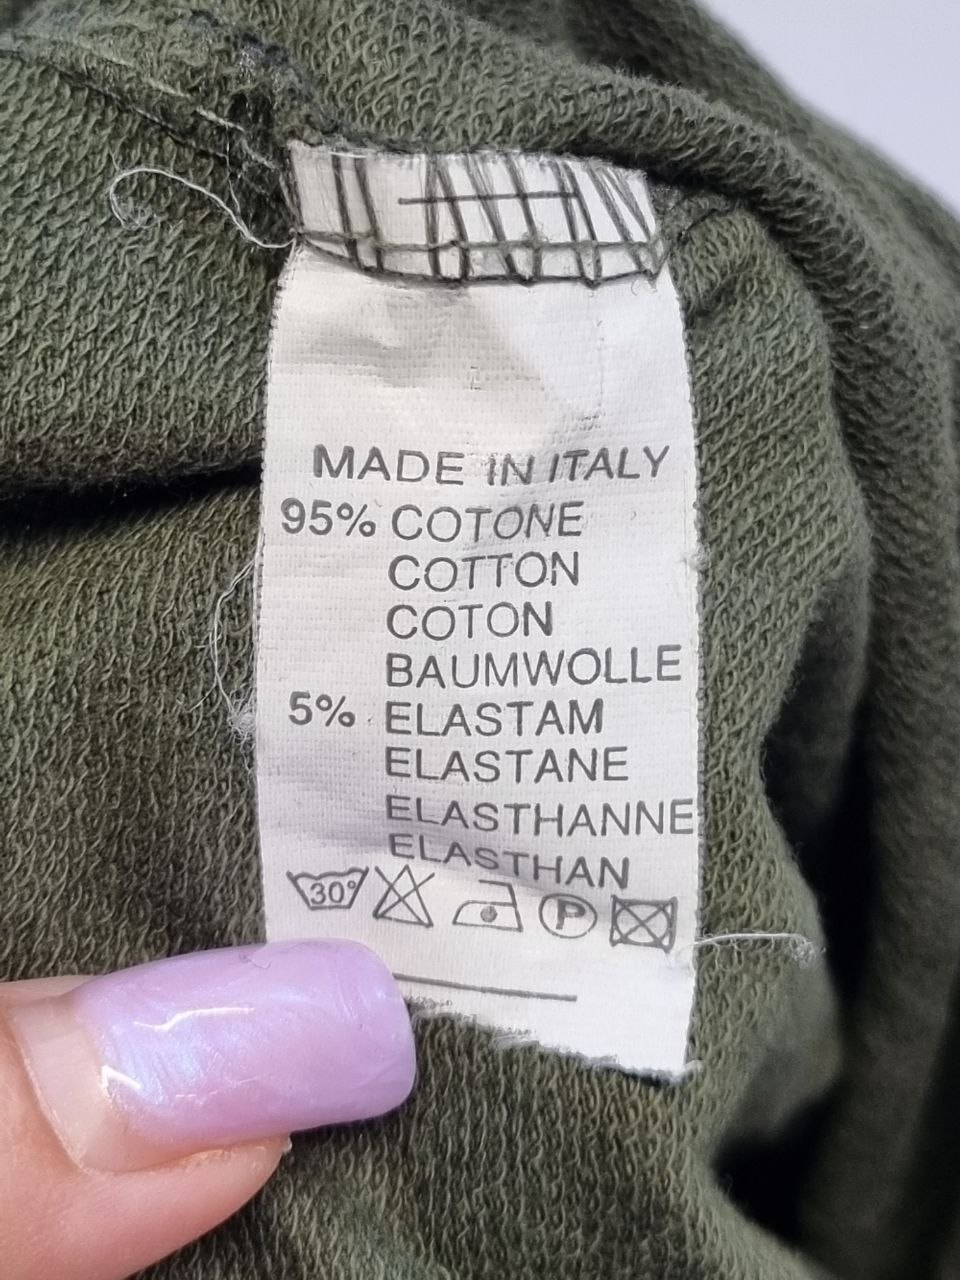 MADE IN ITALY
95% COTONE
COTTON
COTON
BAUMWOLLE
5% ELASTAM
ELASTANE
ELASTHANNE
ELASTHAN
30° P